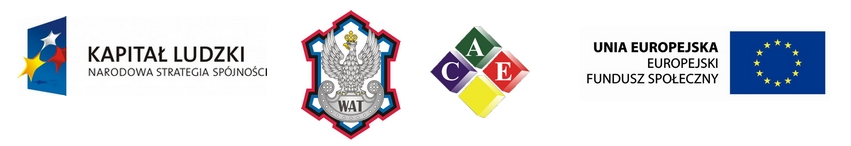 KAPITAŁ LUDZKI
NARODOWA STRATEGIA SPÓJNOŚCI
WAT
A
C E
UNIA EUROPEJSKA
EUROPEJSKI
FUNDUSZ SPOŁECZNY